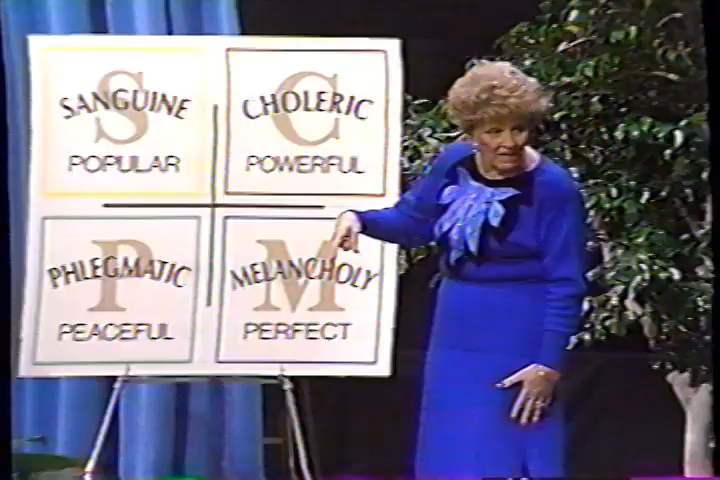 S
SANGUINE
POPULAR
C
CHOLERIC
POWERFUL
P
PHLEGMATIC
PEACEFUL
M
MELANCHOLY
PERFECT